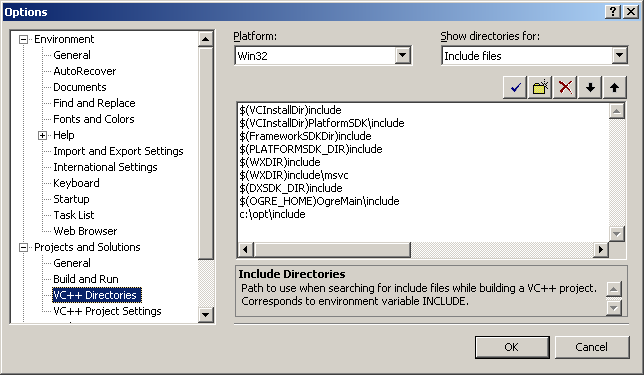 Options
Environment
General
AutoRecover
Documents
Find and Replace
Fonts and Colors
Help
Import and Export Settings
International Settings
Keyboard
Startup
Task List
Web Browser
Projects and Solutions
General
Build and Run
VC++ Directories
VC++ Project Settings
Platform:
Win32
Show directories for:
Include files
$(VCInstallDir)include
$(VCInstallDir)PlatformSDK\include
$(FrameworkSDKDir)include
$(PLATFORMSDK_DIR)include
$(WXDIR)include
$(WXDIR)include\msvc
$(DXSDK_DIR)include
$(OGRE_HOME)OgreMain\include
c:\opt\include
Include Directories
Path to use when searching for include files while building a VC++ project.
Corresponds to environment variable INCLUDE.
OK
Cancel